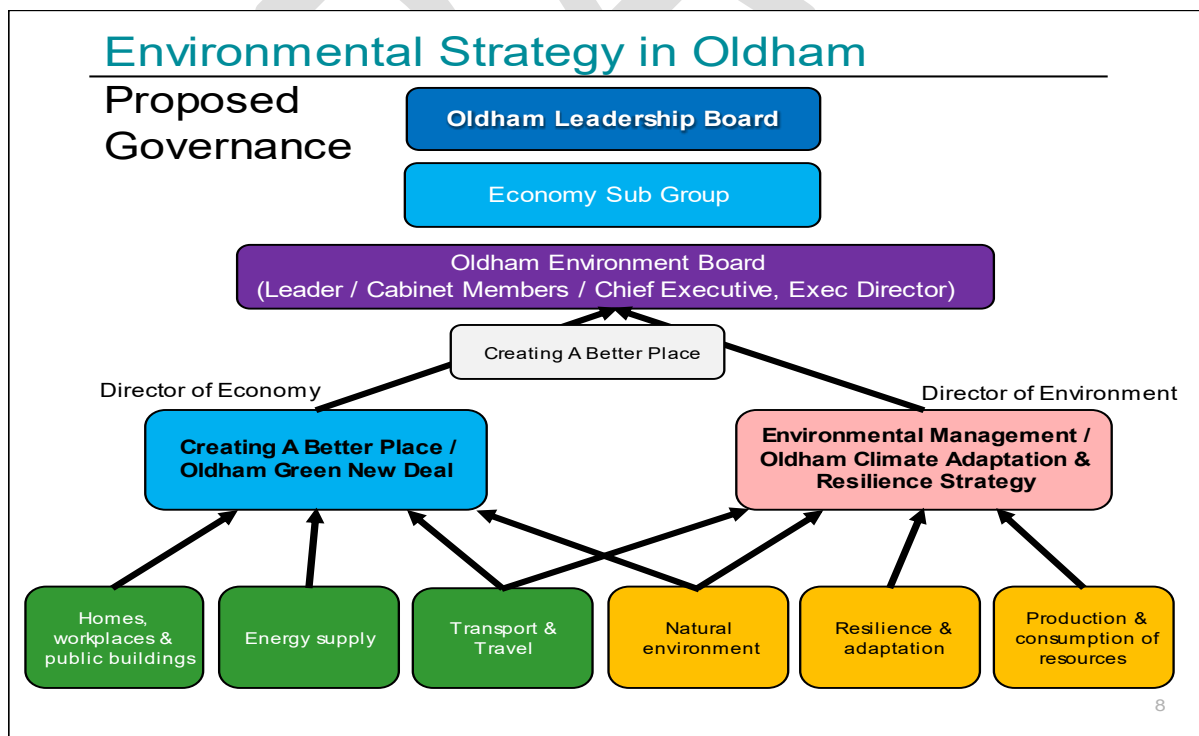 Environmental Strategy in Oldham
Proposed
Governance
Oldham Leadership Board
Economy Sub Group
Oldham Environment Board
(Leader / Cabinet Members / Chief Executive, Exec Director)
Creating A Better Place
Director of Economy
Director of Environment
Creating A Better Place /
Oldham Green New Deal
Environmental Management /
Oldham Climate Adaptation &
Resilience Strategy
Homes,
workplaces &
public buildings
Energy supply
Transport &
Travel
Natural
environment
Resilience &
adaptation
Production &
consumption of
resources
8